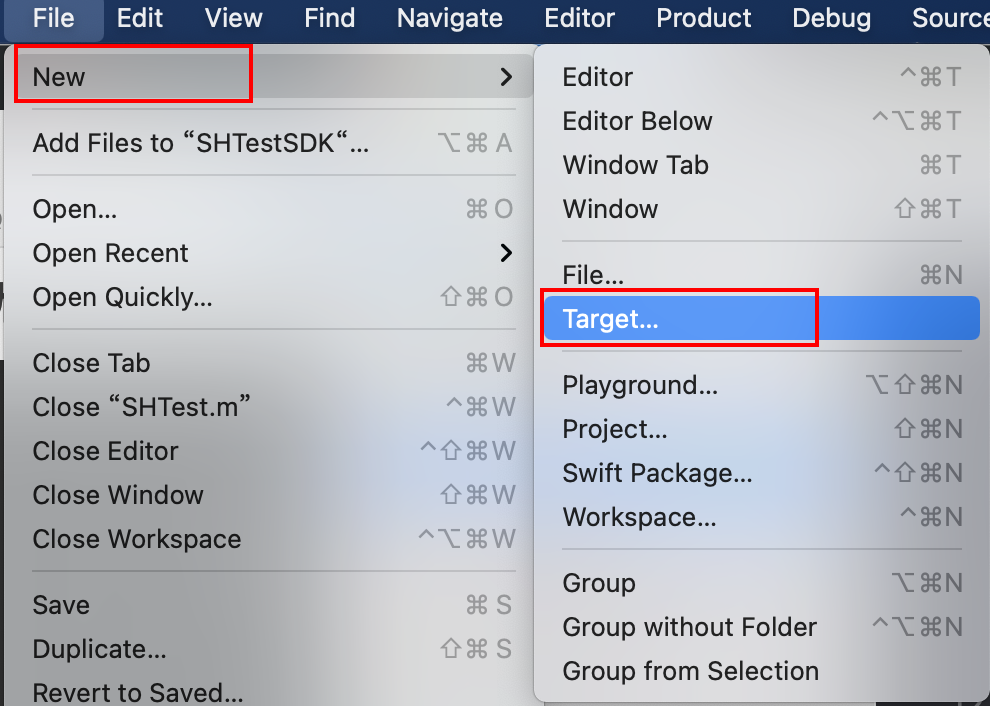 File Edit View Find Navigate Editor Product Debug Source
New
Add Files to “SHTestSDK“... ⌥⌘A
Open... ⌘O
Open Recent
Open Quickly... ⇧⌘O
Close Tab ⌘W
Close “SHTest.m” ^⌘W
Close Editor ^⇧⌘W
Close Window ⇧⌘W
Close Workspace ^⌥⌘W
Save ⌘S
Duplicate... ⇧⌘S
Revert to Saved...
Editor ^⌘T
Editor Below ^⌥⌘T
Window Tab ⌘T
Window ⇧⌘T
File... ⌘N
Target...
Playground... ⌥⇧⌘N
Project... ⇧⌘N
Swift Package... ^⇧⌘N
Workspace... ^⌘N
Group ⌥⌘N
Group without Folder ^⌥⌘N
Group from Selection